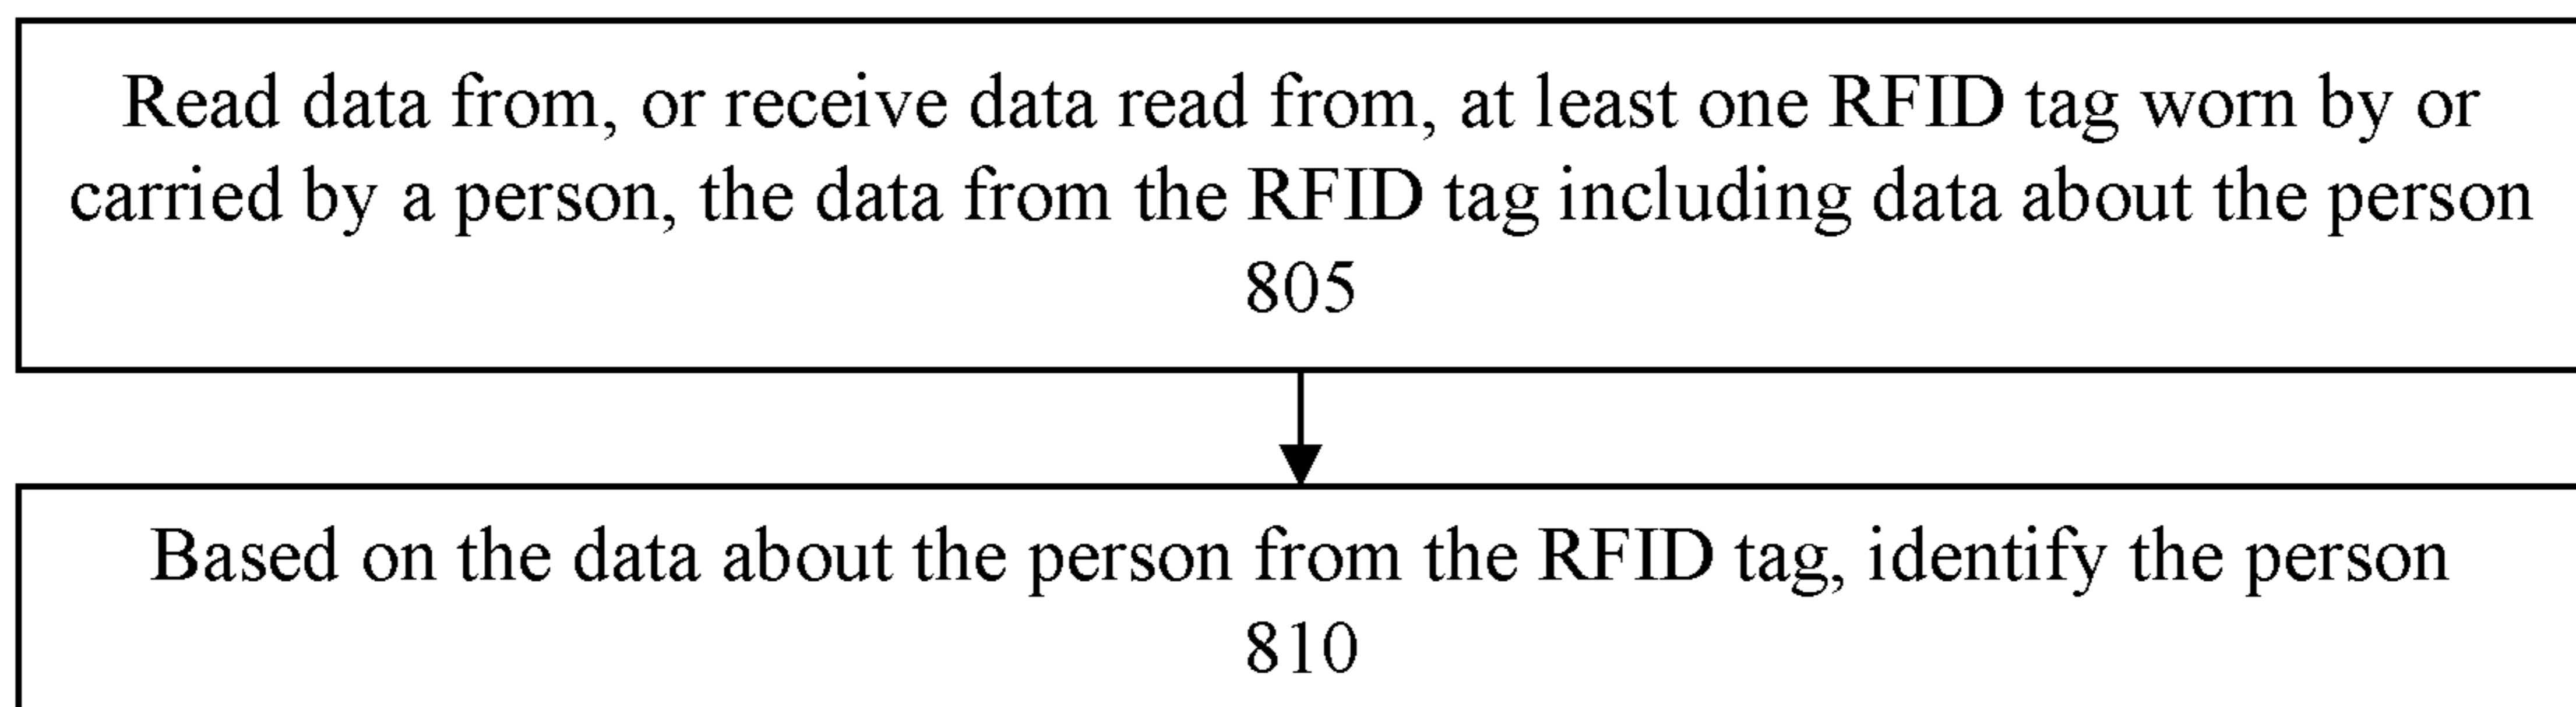 Read data from, or receive data read from, at least one RFID tag worn by or
carried by a person, the data from the RFID tag including data about the person
805
Based on the data about the person from the RFID tag, identify the person
810